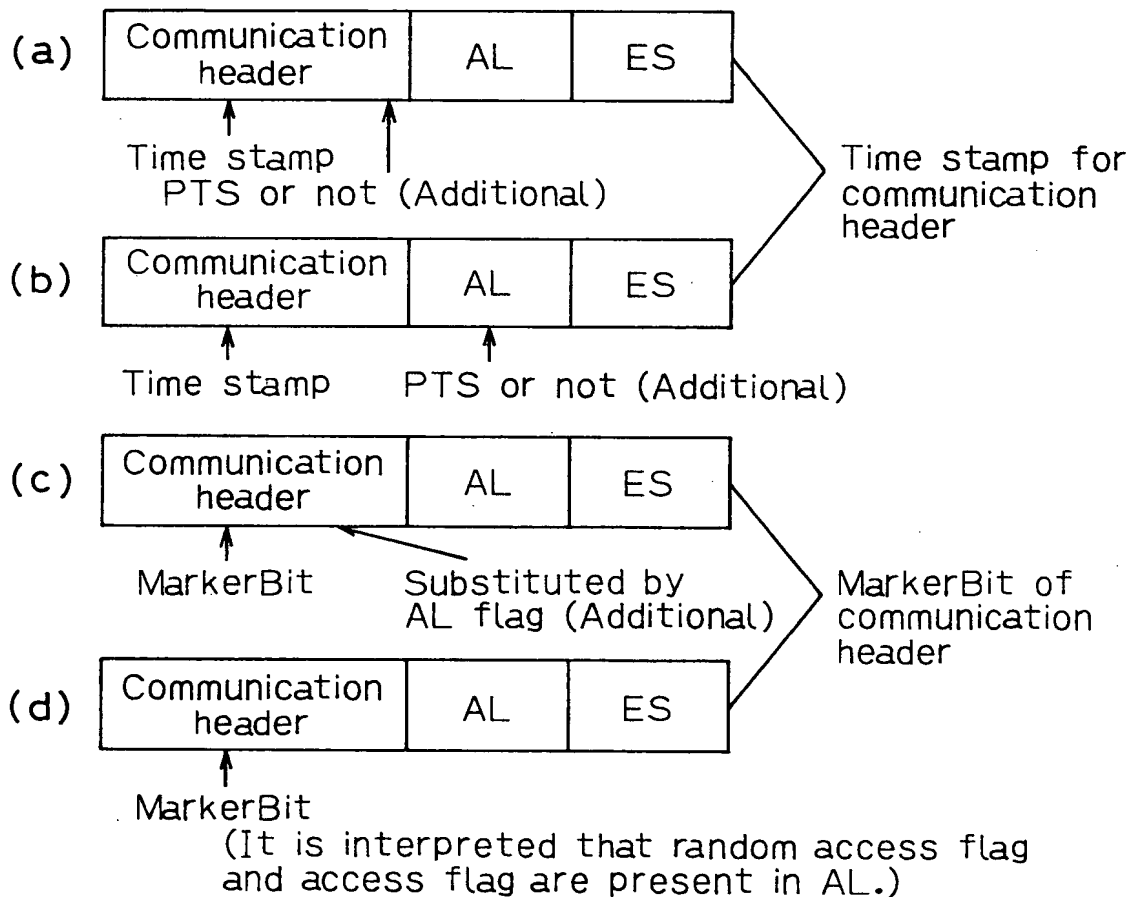 (a)
Communication
header
AL
ES
Time stamp
PTS or not (Additional)
Time stamp for
communication
header
(b)
Communication
header
AL
ES
Time stamp
PTS or not (Additional)
(c)
Communication
header
AL
ES
MarkerBit
Substituted by
AL flag (Additional)
MarkerBit of
communication
header
(d)
Communication
header
AL
ES
MarkerBit
(It is interpreted that random access flag
and access flag are present in AL.)